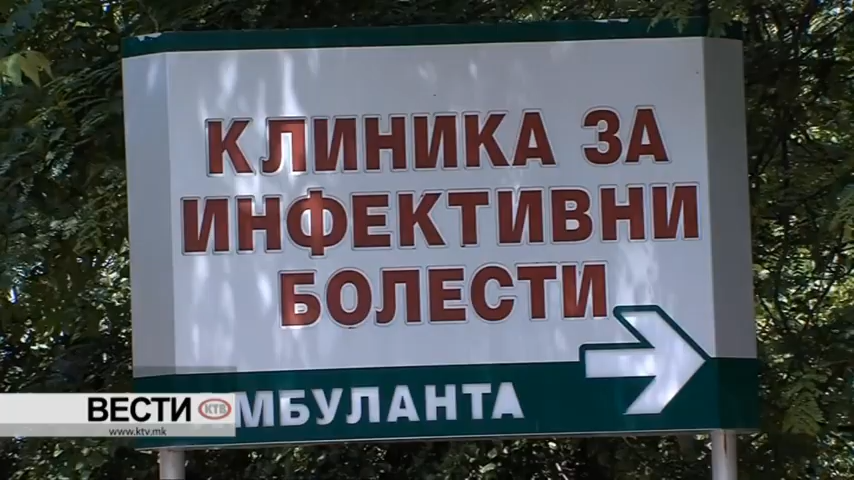 КЛИНИКА ЗА
ИНФЕКТИВНИ
БОЛЕСТИ
МБУЛАНТА
ВЕСТИ КТВ
www.ktv.mk